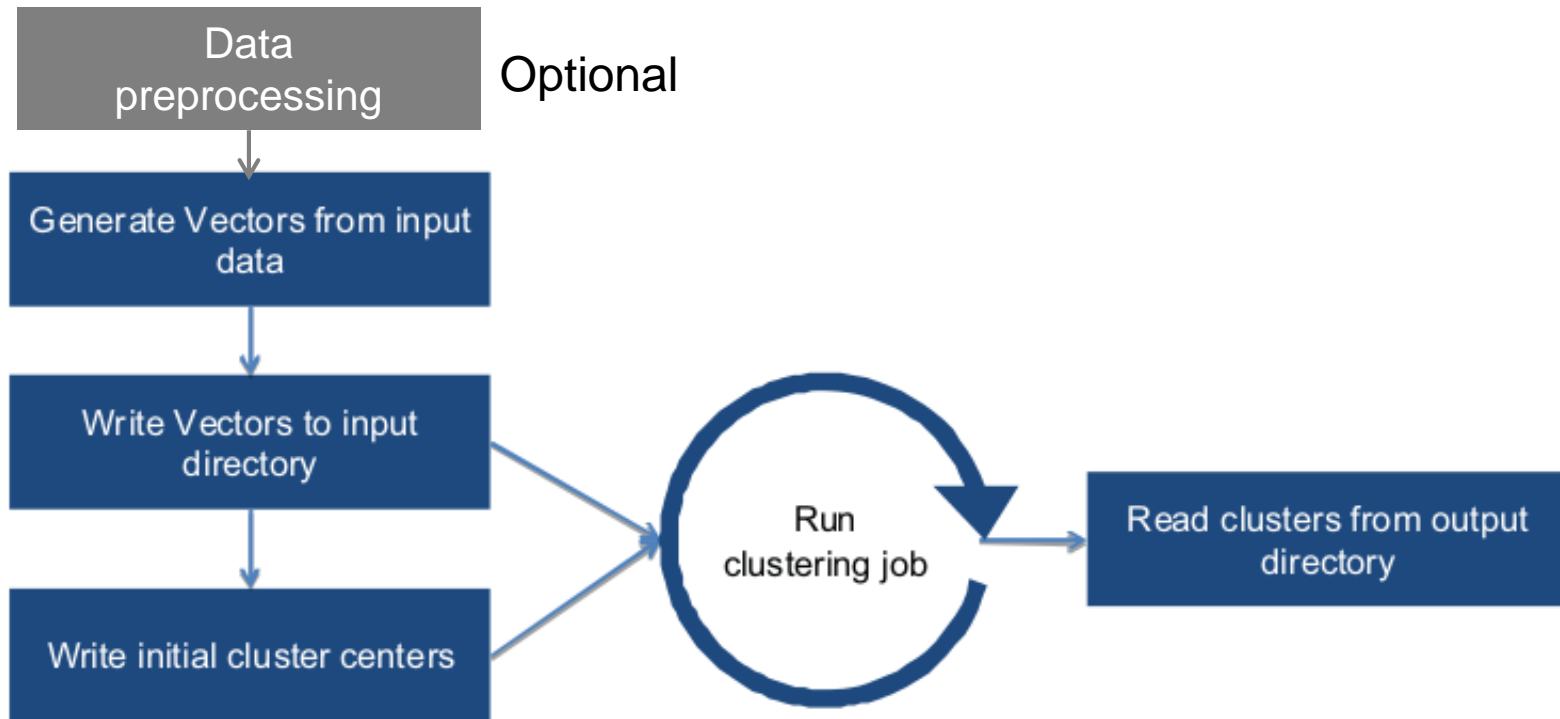 Data
preprocessing
Optional
Generate Vectors from input
data
Write Vectors to input
directory
Write initial cluster centers
Run
clustering job
Read clusters from output
directory